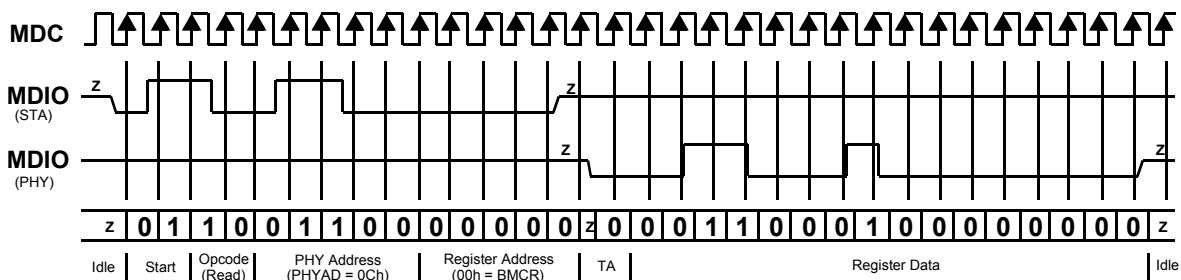 MDC
z
MDIO
(STA)
z
MDIO
(PHY)
z
z
z 0 1 1 0 0 1 1 0 0 0 0 0 0 0 z 0 0 0 1 1 0 0 0 1 0 0 0 0 0 0 0 0 z
Idle
Start
Opcode
(Read)
PHY Address
(PHYAD = 0Ch)
Register Address
(00h = BMCR)
TA
Register Data
Idle